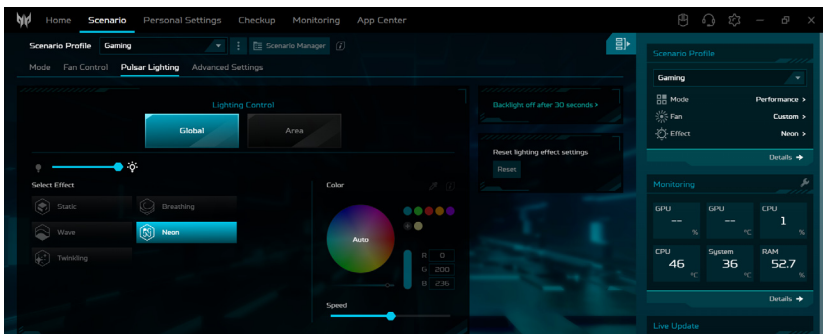 Home Scenario Personal Settings Checkup Monitoring App Center
Scenario Profile Gaming Scenario Manager
Mode Fan Control Pulsar Lighting Advanced Settings
Lighting Control
Global Area
Select Effect
Static Breathing
Wave Neon
Twinkling
Color
Auto
R 0
G 200
B 236
Speed
Backlight off after 30 seconds >
Reset lighting effect settings
Reset
Scenario Profile
Gaming
Mode Performance >
Fan Custom >
Effect Neon >
Details →
Monitoring
GPU GPU CPU
-- -- 1
% °C %
CPU System RAM
46 36 52.7
°C °C %
Details →
Live Update